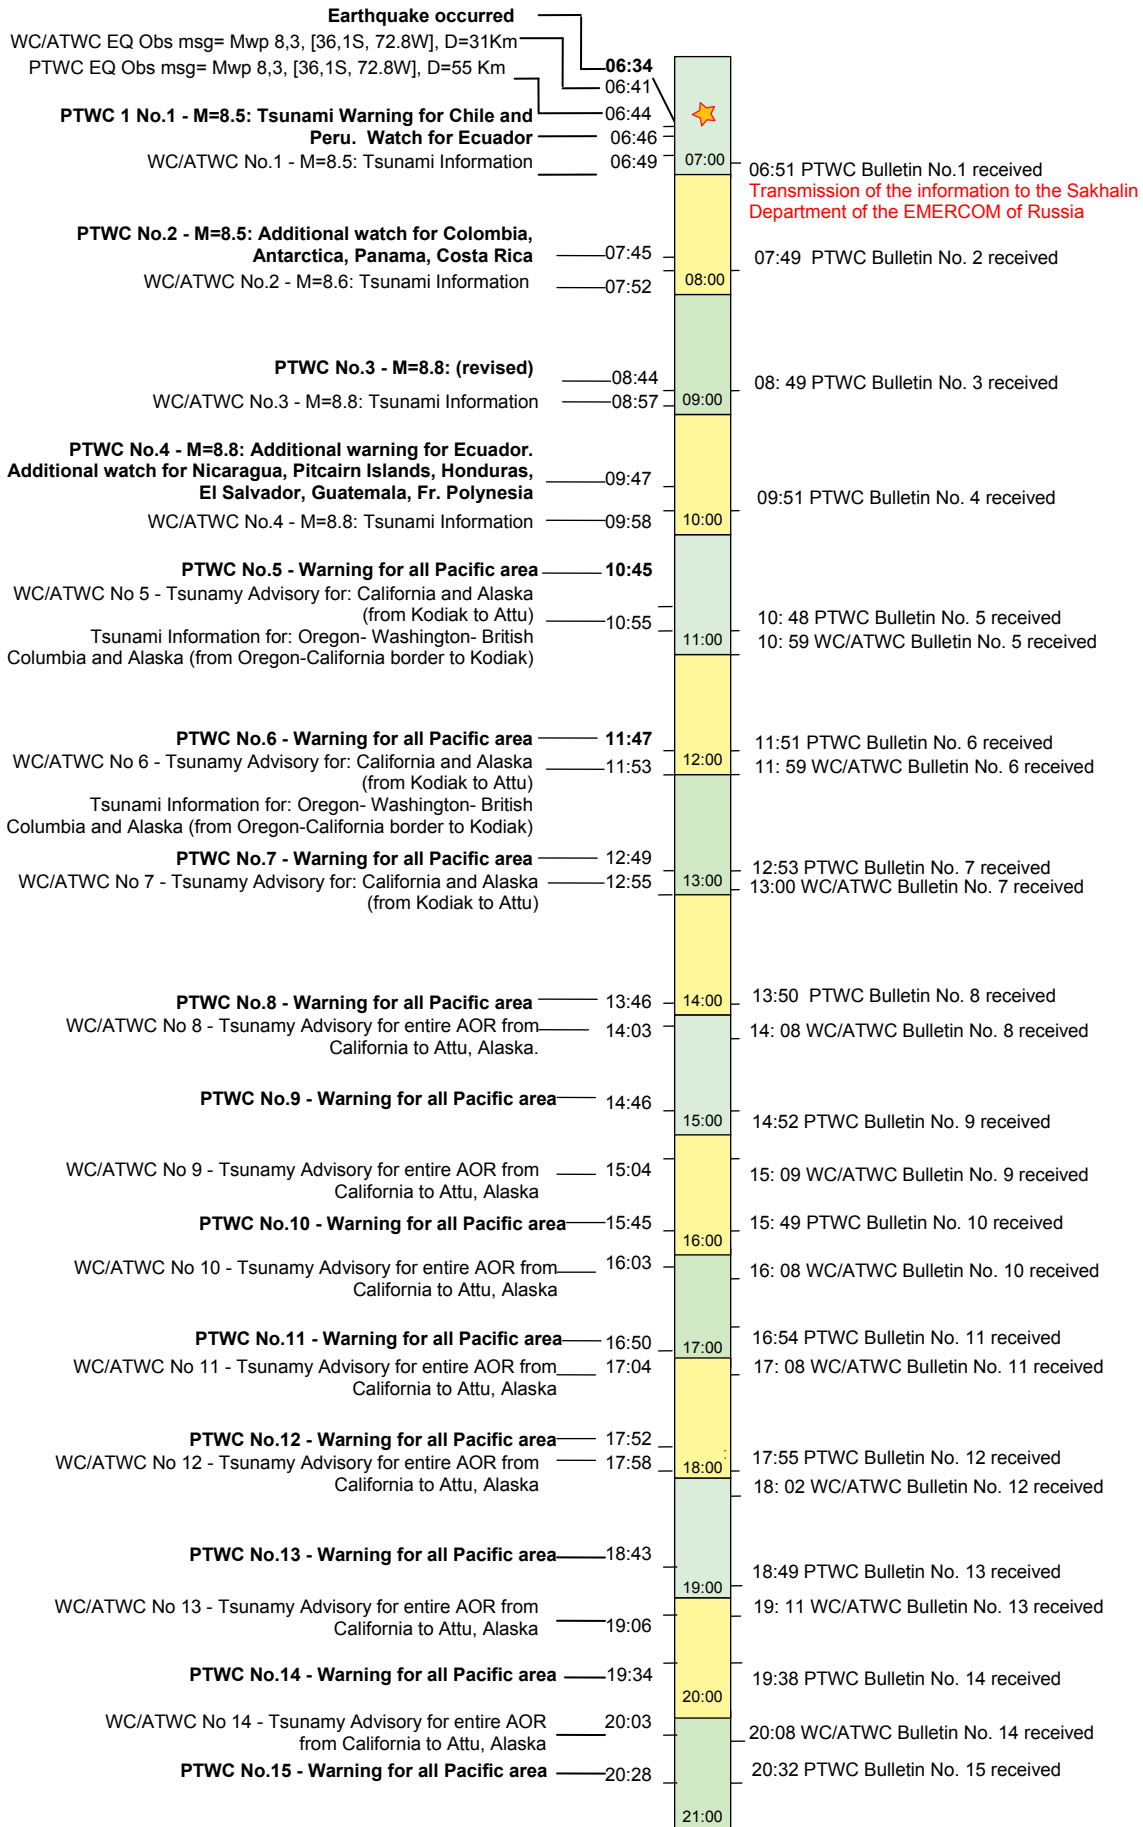 Earthquake occurred
WC/ATWC EQ Obs msg= Mwp 8,3, [36,1S, 72.8W], D=31Km
PTWC EQ Obs msg= Mwp 8,3, [36,1S, 72.8W], D=55 Km
06:34
06:41
06:44
PTWC 1 No.1 - M=8.5: Tsunami Warning for Chile and
Peru.  Watch for Ecuador
06:46
WC/ATWC No.1 - M=8.5: Tsunami Information
06:49
07:00
06:51 PTWC Bulletin No.1 received
Transmission of the information to the Sakhalin
Department of the EMERCOM of Russia
PTWC No.2 - M=8.5: Additional watch for Colombia,
Antarctica, Panama, Costa Rica
07:45
07:49  PTWC Bulletin No. 2 received
WC/ATWC No.2 - M=8.6: Tsunami Information
07:52
08:00
PTWC No.3 - M=8.8: (revised)
08:44
08: 49 PTWC Bulletin No. 3 received
WC/ATWC No.3 - M=8.8: Tsunami Information
08:57
09:00
PTWC No.4 - M=8.8: Additional warning for Ecuador.
Additional watch for Nicaragua, Pitcairn Islands, Honduras,
El Salvador, Guatemala, Fr. Polynesia
09:47
09:51 PTWC Bulletin No. 4 received
WC/ATWC No.4 - M=8.8: Tsunami Information
09:58
10:00
PTWC No.5 - Warning for all Pacific area
10:45
WC/ATWC No 5 - Tsunamy Advisory for: California and Alaska
(from Kodiak to Attu)
10:55
Tsunami Information for: Oregon- Washington- British
Columbia and Alaska (from Oregon-California border to Kodiak)
11:00
10: 48 PTWC Bulletin No. 5 received
10: 59 WC/ATWC Bulletin No. 5 received
PTWC No.6 - Warning for all Pacific area
11:47
WC/ATWC No 6 - Tsunamy Advisory for: California and Alaska
(from Kodiak to Attu)
11:53
Tsunami Information for: Oregon- Washington- British
Columbia and Alaska (from Oregon-California border to Kodiak)
12:00
11:51 PTWC Bulletin No. 6 received
11: 59 WC/ATWC Bulletin No. 6 received
PTWC No.7 - Warning for all Pacific area
12:49
WC/ATWC No 7 - Tsunamy Advisory for: California and Alaska
(from Kodiak to Attu)
12:55
13:00
12:53 PTWC Bulletin No. 7 received
13:00 WC/ATWC Bulletin No. 7 received
PTWC No.8 - Warning for all Pacific area
13:46
14:00
13:50  PTWC Bulletin No. 8 received
WC/ATWC No 8 - Tsunamy Advisory for entire AOR from
California to Attu, Alaska.
14:03
14: 08 WC/ATWC Bulletin No. 8 received
PTWC No.9 - Warning for all Pacific area
14:46
15:00
14:52 PTWC Bulletin No. 9 received
WC/ATWC No 9 - Tsunamy Advisory for entire AOR from
California to Attu, Alaska
15:04
15: 09 WC/ATWC Bulletin No. 9 received
PTWC No.10 - Warning for all Pacific area
15:45
16:00
15: 49 PTWC Bulletin No. 10 received
WC/ATWC No 10 - Tsunamy Advisory for entire AOR from
California to Attu, Alaska
16:03
16: 08 WC/ATWC Bulletin No. 10 received
PTWC No.11 - Warning for all Pacific area
16:50
17:00
16:54 PTWC Bulletin No. 11 received
WC/ATWC No 11 - Tsunamy Advisory for entire AOR from
California to Attu, Alaska
17:04
17: 08 WC/ATWC Bulletin No. 11 received
PTWC No.12 - Warning for all Pacific area
17:52
WC/ATWC No 12 - Tsunamy Advisory for entire AOR from
California to Attu, Alaska
17:58
18:00
17:55 PTWC Bulletin No. 12 received
18: 02 WC/ATWC Bulletin No. 12 received
PTWC No.13 - Warning for all Pacific area
18:43
19:00
18:49 PTWC Bulletin No. 13 received
WC/ATWC No 13 - Tsunamy Advisory for entire AOR from
California to Attu, Alaska
19:06
19: 11 WC/ATWC Bulletin No. 13 received
PTWC No.14 - Warning for all Pacific area
19:34
20:00
19:38 PTWC Bulletin No. 14 received
WC/ATWC No 14 - Tsunamy Advisory for entire AOR
from California to Attu, Alaska
20:03
20:08 WC/ATWC Bulletin No. 14 received
PTWC No.15 - Warning for all Pacific area
20:28
20:32 PTWC Bulletin No. 15 received
21:00